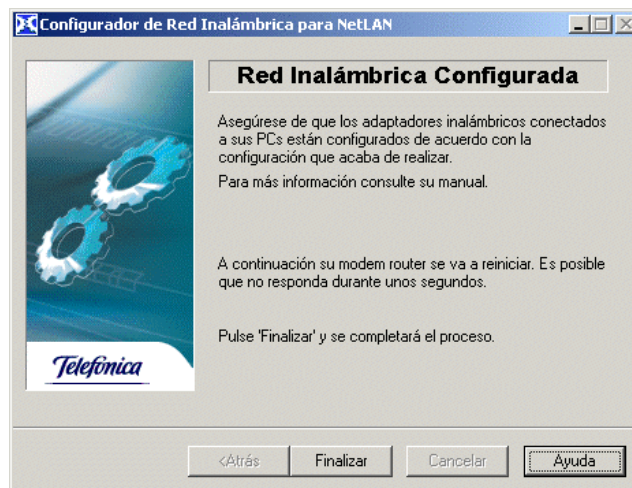 Configurador de Red Inalámbrica para NetLAN
Red Inalámbrica Configurada
Asegúrese de que los adaptadores inalámbricos conectados
a sus PCs están configurados de acuerdo con la
configuración que acaba de realizar.
Para más información consulte su manual.
A continuación su modem router se va a reiniciar. Es posible
que no responda durante unos segundos.
Pulse 'Finalizar' y se completará el proceso.
Telefónica
<Atrás Finalizar Cancelar Ayuda